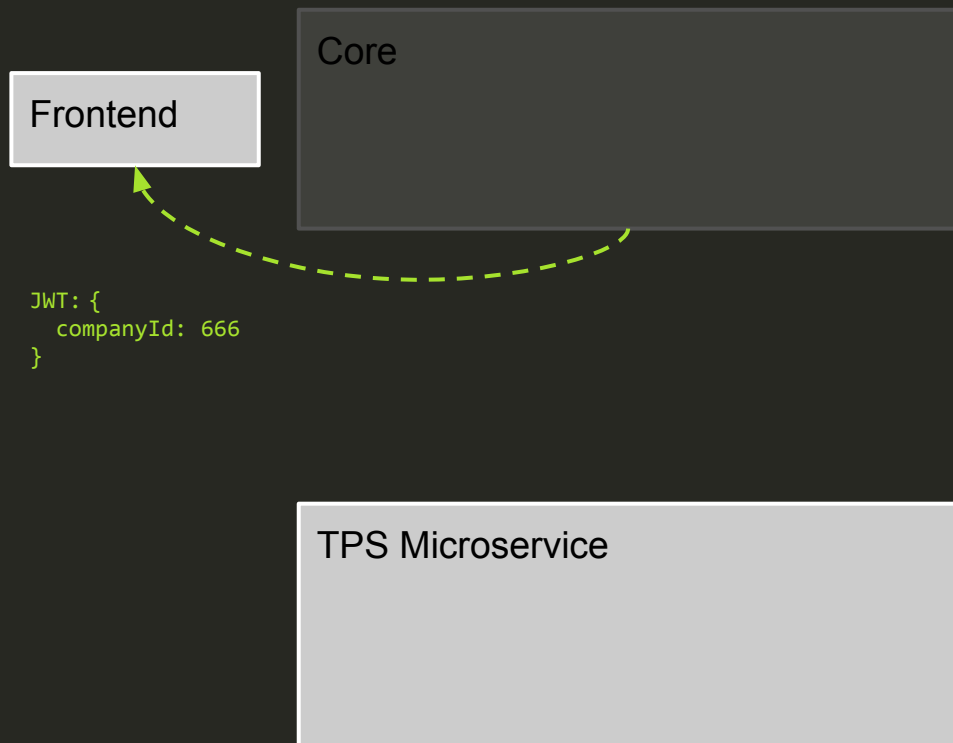 Core
Frontend
JWT: {
  companyId: 666
}
TPS Microservice